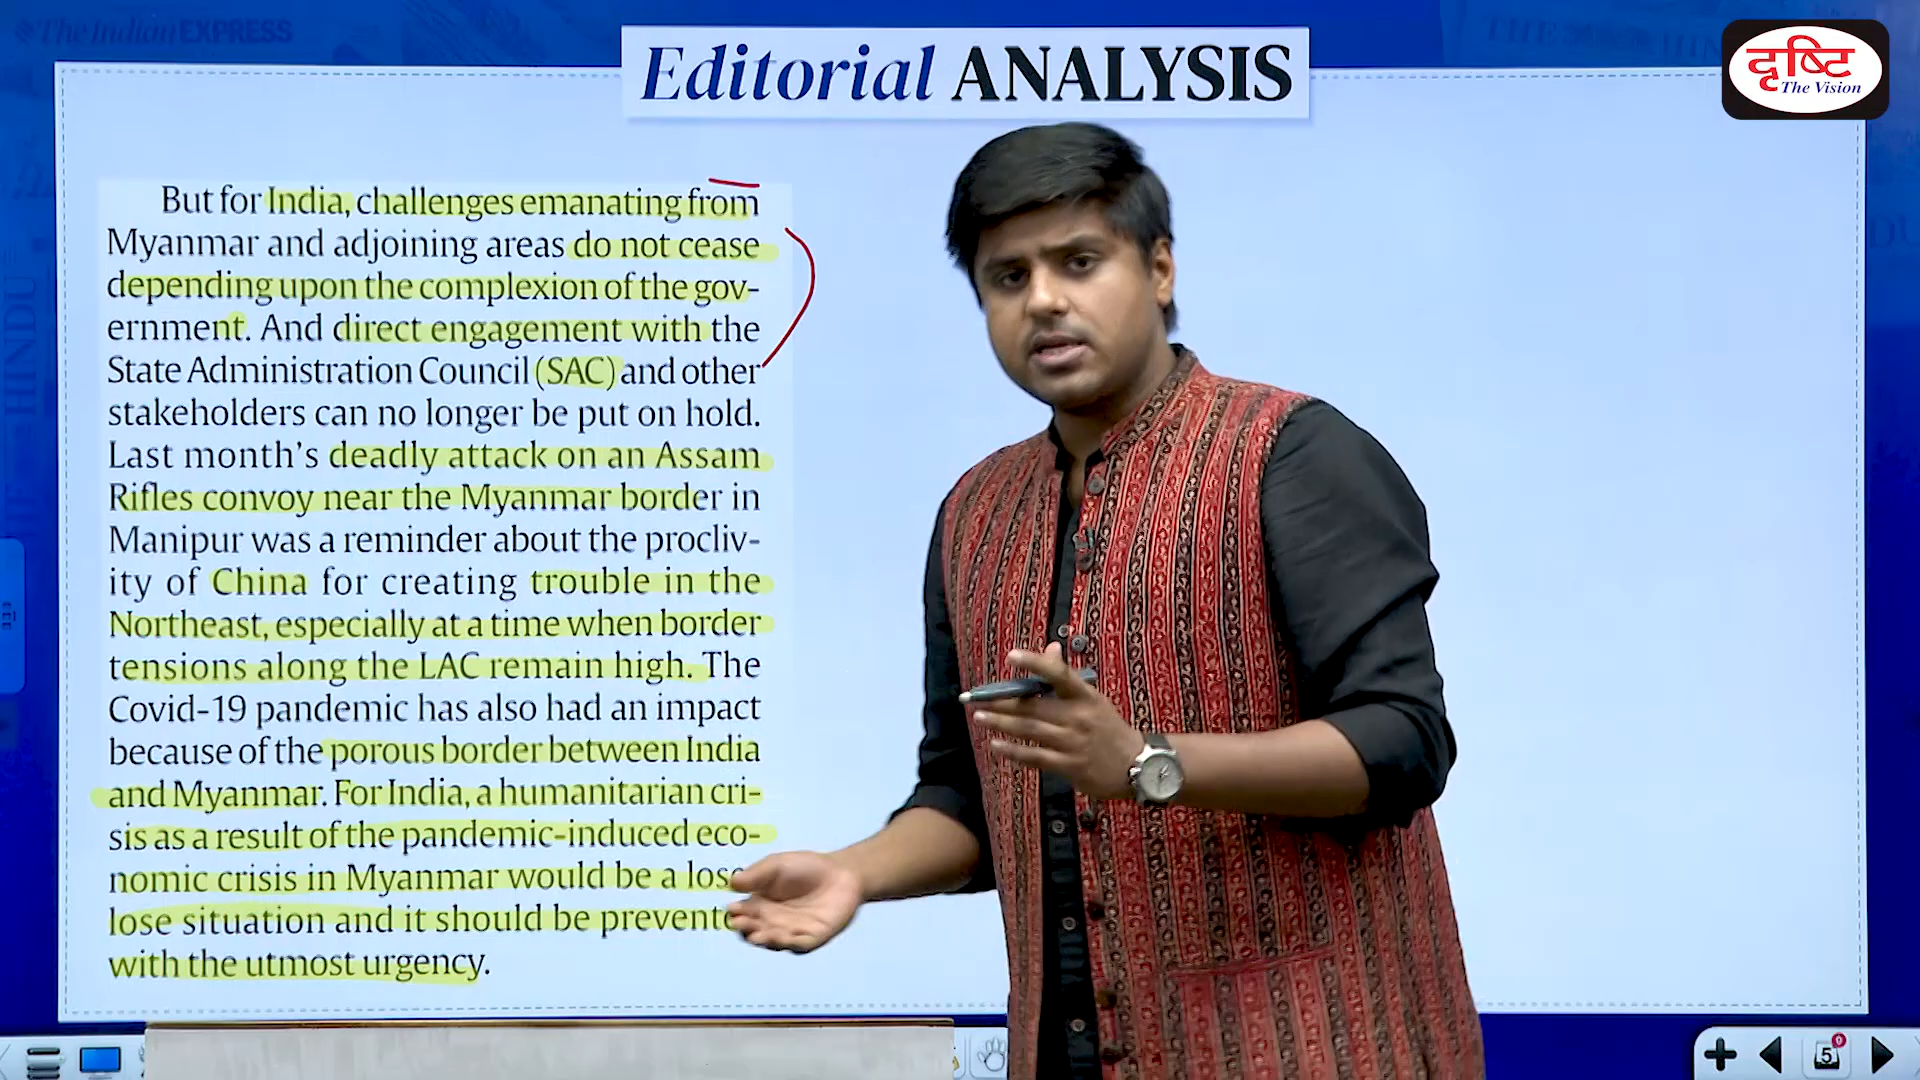 The Indian EXPRESS
Editorial ANALYSIS
दृष्टि
The Vision
But for India, challenges emanating from
Myanmar and adjoining areas do not cease
depending upon the complexion of the gov-
ernment. And direct engagement with the
State Administration Council (SAC) and other
stakeholders can no longer be put on hold.
Last month's deadly attack on an Assam
Rifles convoy near the Myanmar border in
Manipur was a reminder about the procliv-
ity of China for creating trouble in the
Northeast, especially at a time when border
tensions along the LAC remain high. The
Covid-19 pandemic has also had an impact
because of the porous border between India
and Myanmar. For India, a humanitarian cri-
sis as a result of the pandemic-induced eco-
nomic crisis in Myanmar would be a lose
lose situation and it should be prevente
with the utmost urgency.
HINDU
5
0